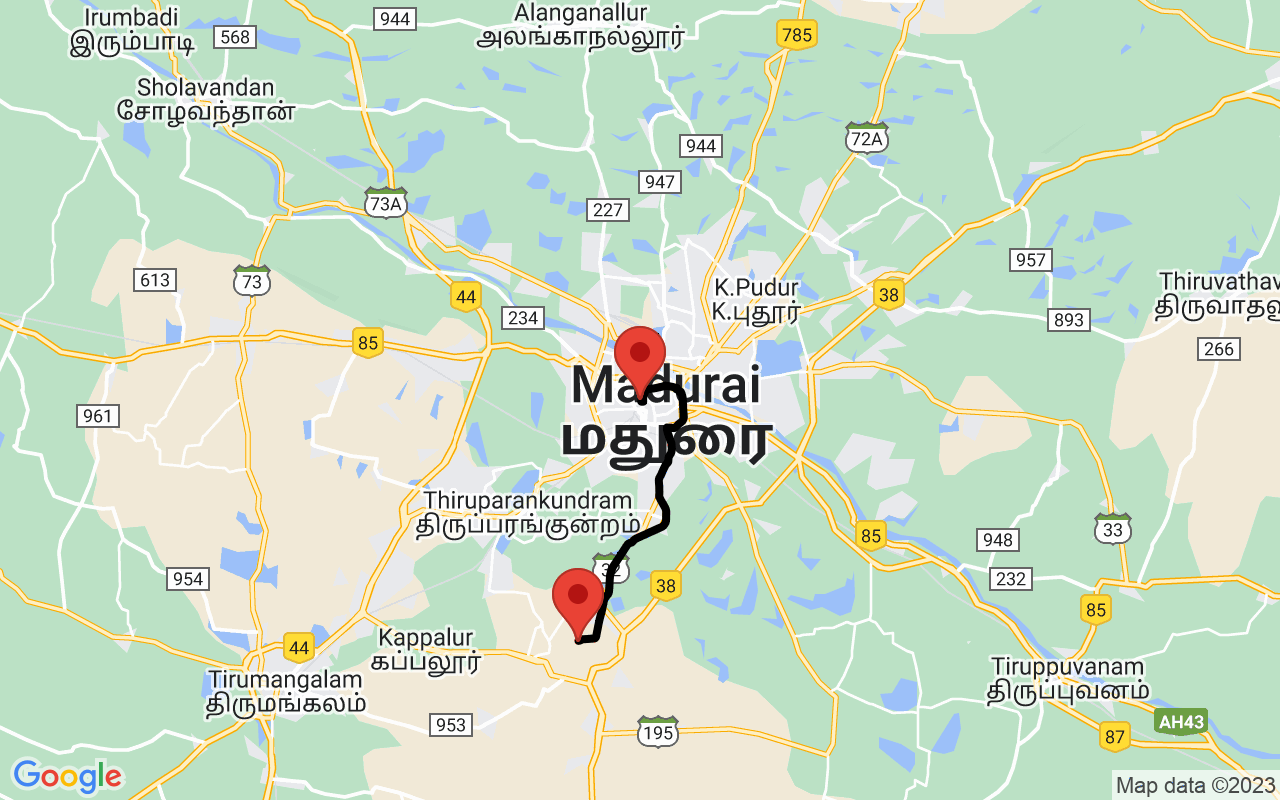 Irumbadi
இரும்பாடி
944
568
Alanganallur
அலங்காநல்லூர்
785
Sholavandan
சோழவந்தான்
944
72A
947
73A
227
957
613
73
44
K.Pudur
K.புதூர்
38
Thiruvathav
234
893
85
266
Madurai
மதுரை
961
Thiruparankundram
திருப்பரங்குன்றம்
85
948
33
954
32
38
232
85
Kappalur
கப்பலூர்
44
Tirumangalam
திருமங்கலம்
Tiruppuvanam
திருப்புவனம்
953
195
AH43
87
Google
Map data ©2023